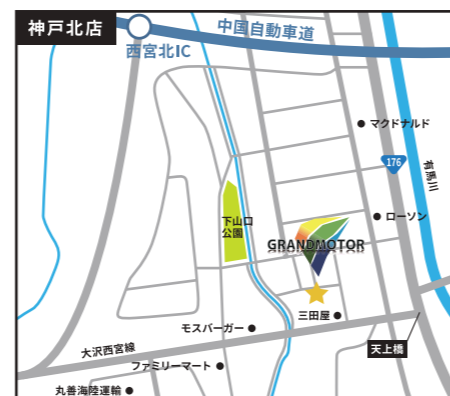 神戸北店
中国自動車道
西宮北IC
マクドナルド
176
有馬川
ローソン
下山口
公園
GRANDMOTOR
三田屋
モスバーガー
天上橋
大沢西宮線
ファミリーマート
丸善海陸運輸